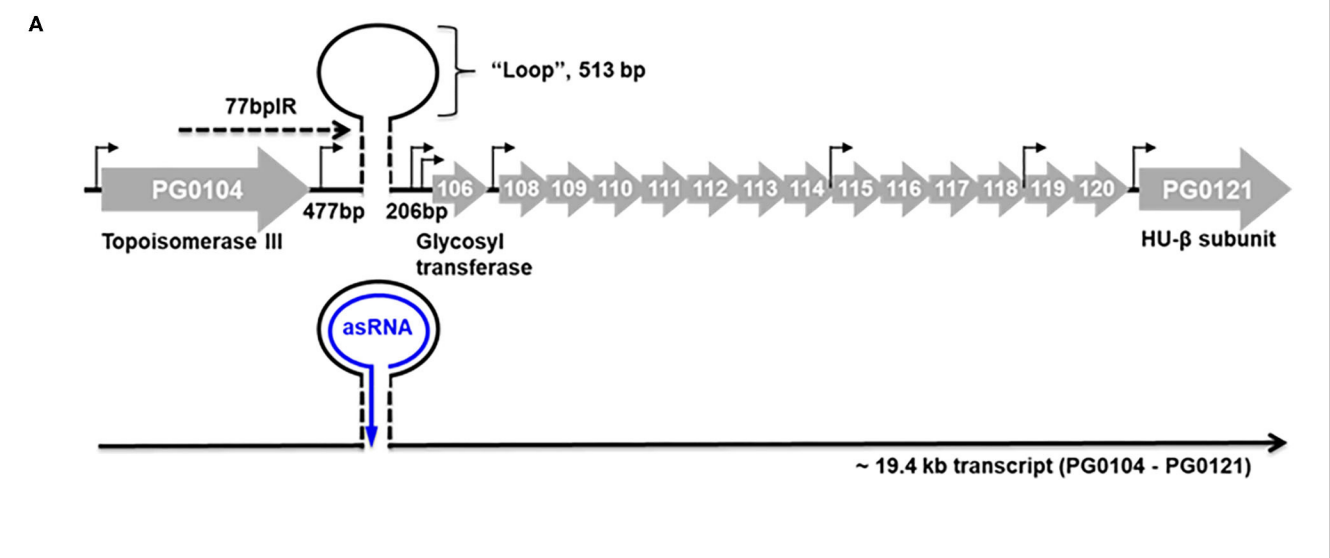 A
"Loop", 513 bp
77bpIR
PG0104
106
108
109
110
111
112
113
114
115
116
117
118
119
120
PG0121
477bp
206bp
Topoisomerase III
Glycosyl
transferase
HU-β subunit
asRNA
~ 19.4 kb transcript (PG0104 - PG0121)